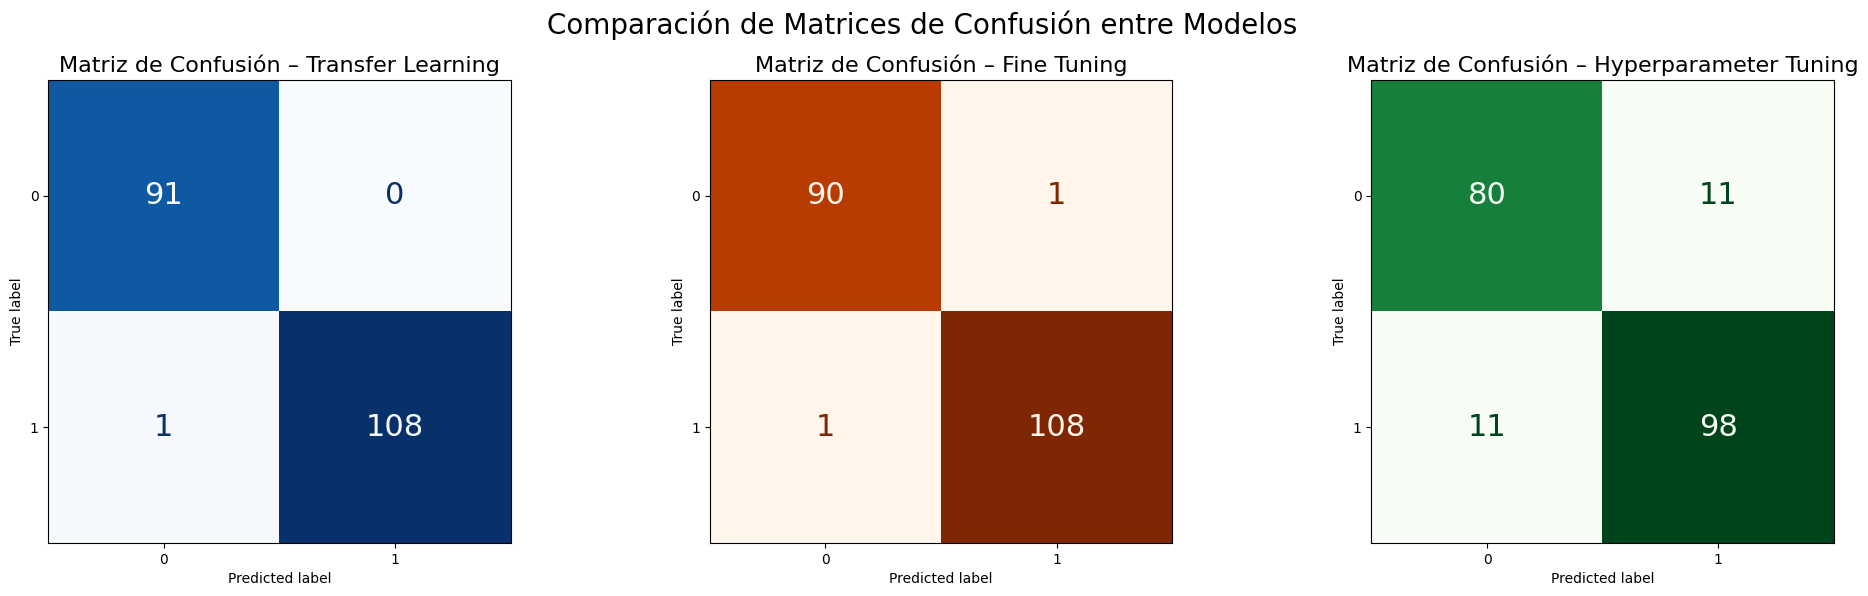 Comparación de Matrices de Confusión entre Modelos
Matriz de Confusión – Transfer Learning
True label
0
91
0
1
1
108
0
1
Predicted label
Matriz de Confusión – Fine Tuning
True label
0
90
1
1
1
108
0
1
Predicted label
Matriz de Confusión – Hyperparameter Tuning
True label
0
80
11
1
11
98
0
1
Predicted label